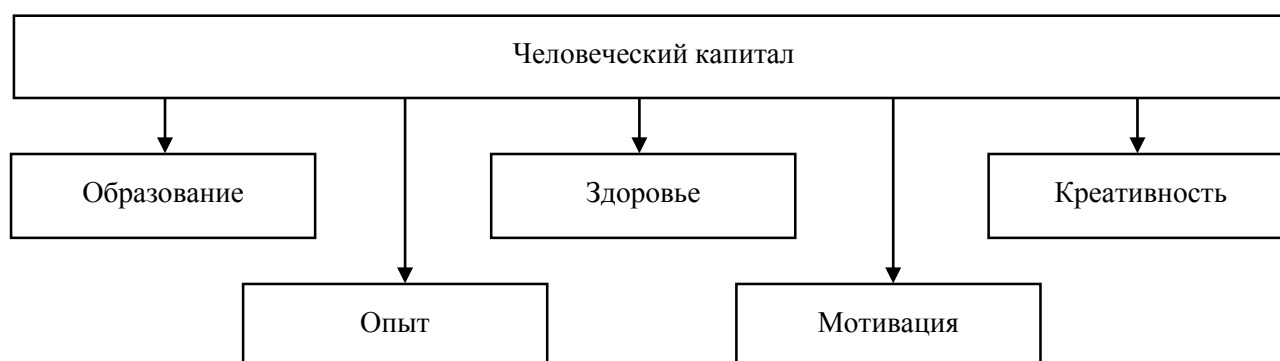 Человеческий капитал
Образование
Здоровье
Креативность
Опыт
Мотивация